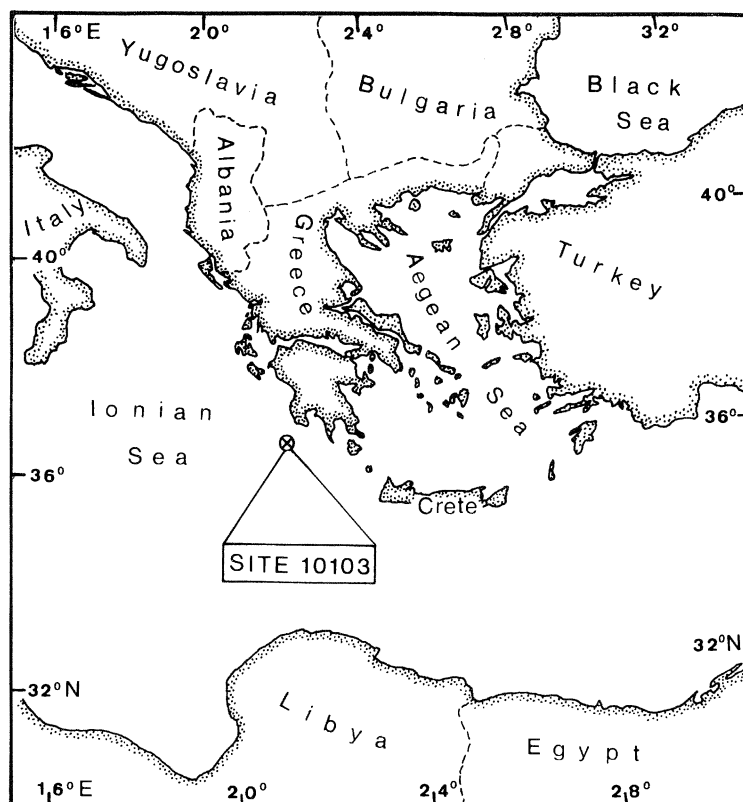 16°E 20° 24° 28° 32°
Yugoslavia
Bulgaria
Black
Sea
Albania
40°
Italy
Greece
Aegean
Sea
Turkey
40°
Ionian
Sea
36°
36°
Crete
SITE 10103
32°N
32°N
Libya
Egypt
16°E 20° 24° 28°